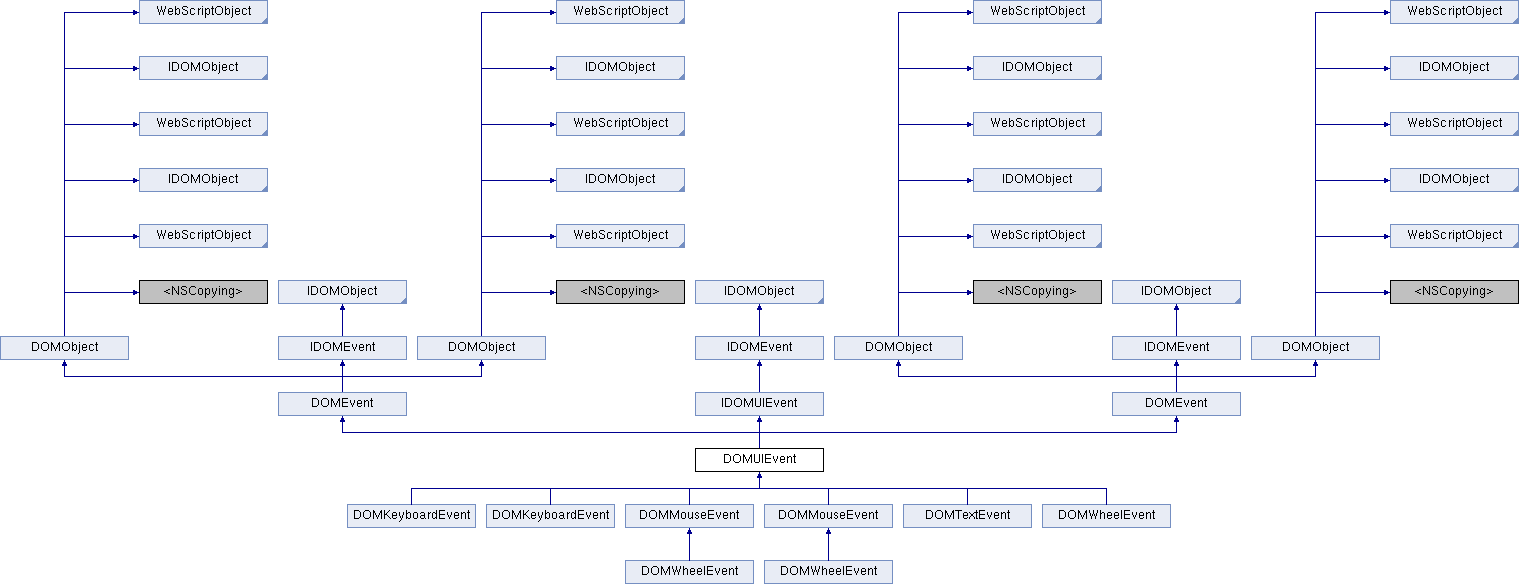 WebScriptObject WebScriptObject WebScriptObject WebScriptObject
IDOMObject IDOMObject IDOMObject IDOMObject
WebScriptObject WebScriptObject WebScriptObject WebScriptObject
IDOMObject IDOMObject IDOMObject IDOMObject
WebScriptObject WebScriptObject WebScriptObject WebScriptObject
<NSCopying> IDOMObject <NSCopying> IDOMObject <NSCopying> IDOMObject <NSCopying>
DOMObject IDOMEvent DOMObject IDOMEvent DOMObject IDOMEvent DOMObject
DOMEvent IDOMUIEvent DOMEvent
DOMUIEvent
DOMKeyboardEvent DOMKeyboardEvent DOMMouseEvent DOMMouseEvent DOMTextEvent DOMWheelEvent
DOMWheelEvent DOMWheelEvent